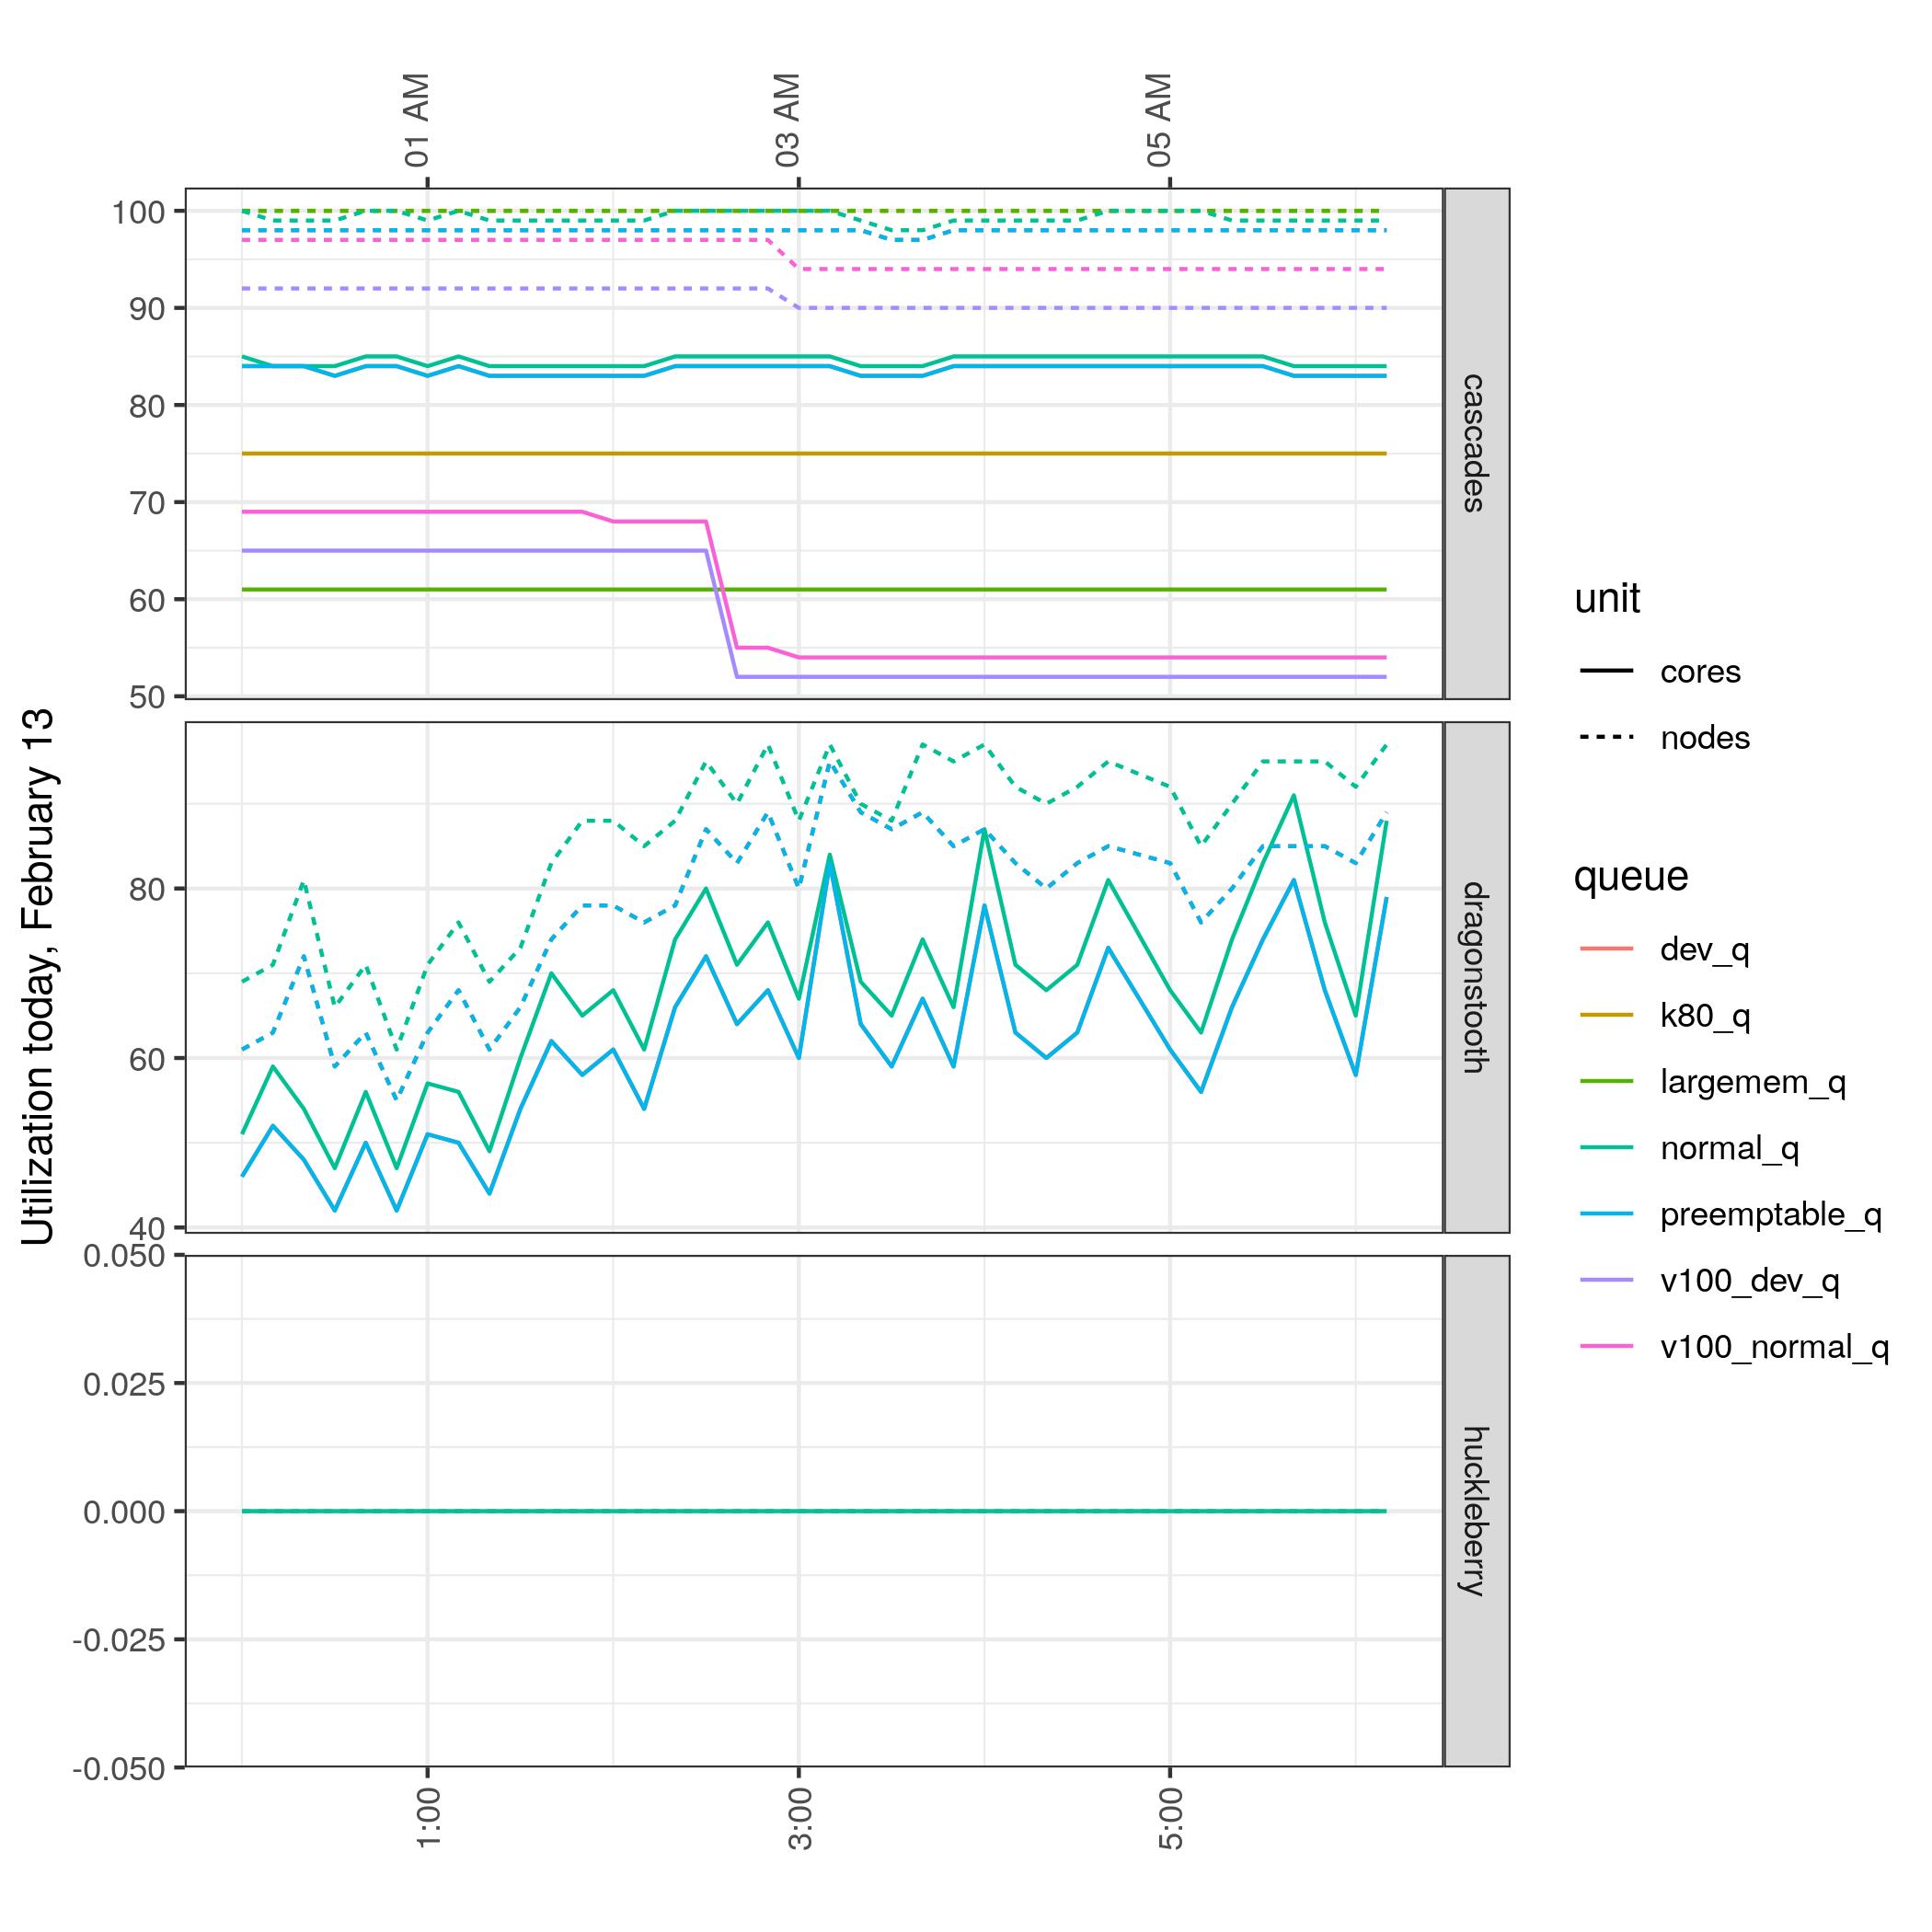 01 AM
03 AM
05 AM
100
90
80
70
60
50
cascades
80
60
40
dragonstooth
0.050
0.025
0.000
-0.025
-0.050
huckleberry
1:00
3:00
5:00
Utilization today, February 13
unit
cores
nodes
queue
dev_q
k80_q
largemem_q
normal_q
preemptable_q
v100_dev_q
v100_normal_q